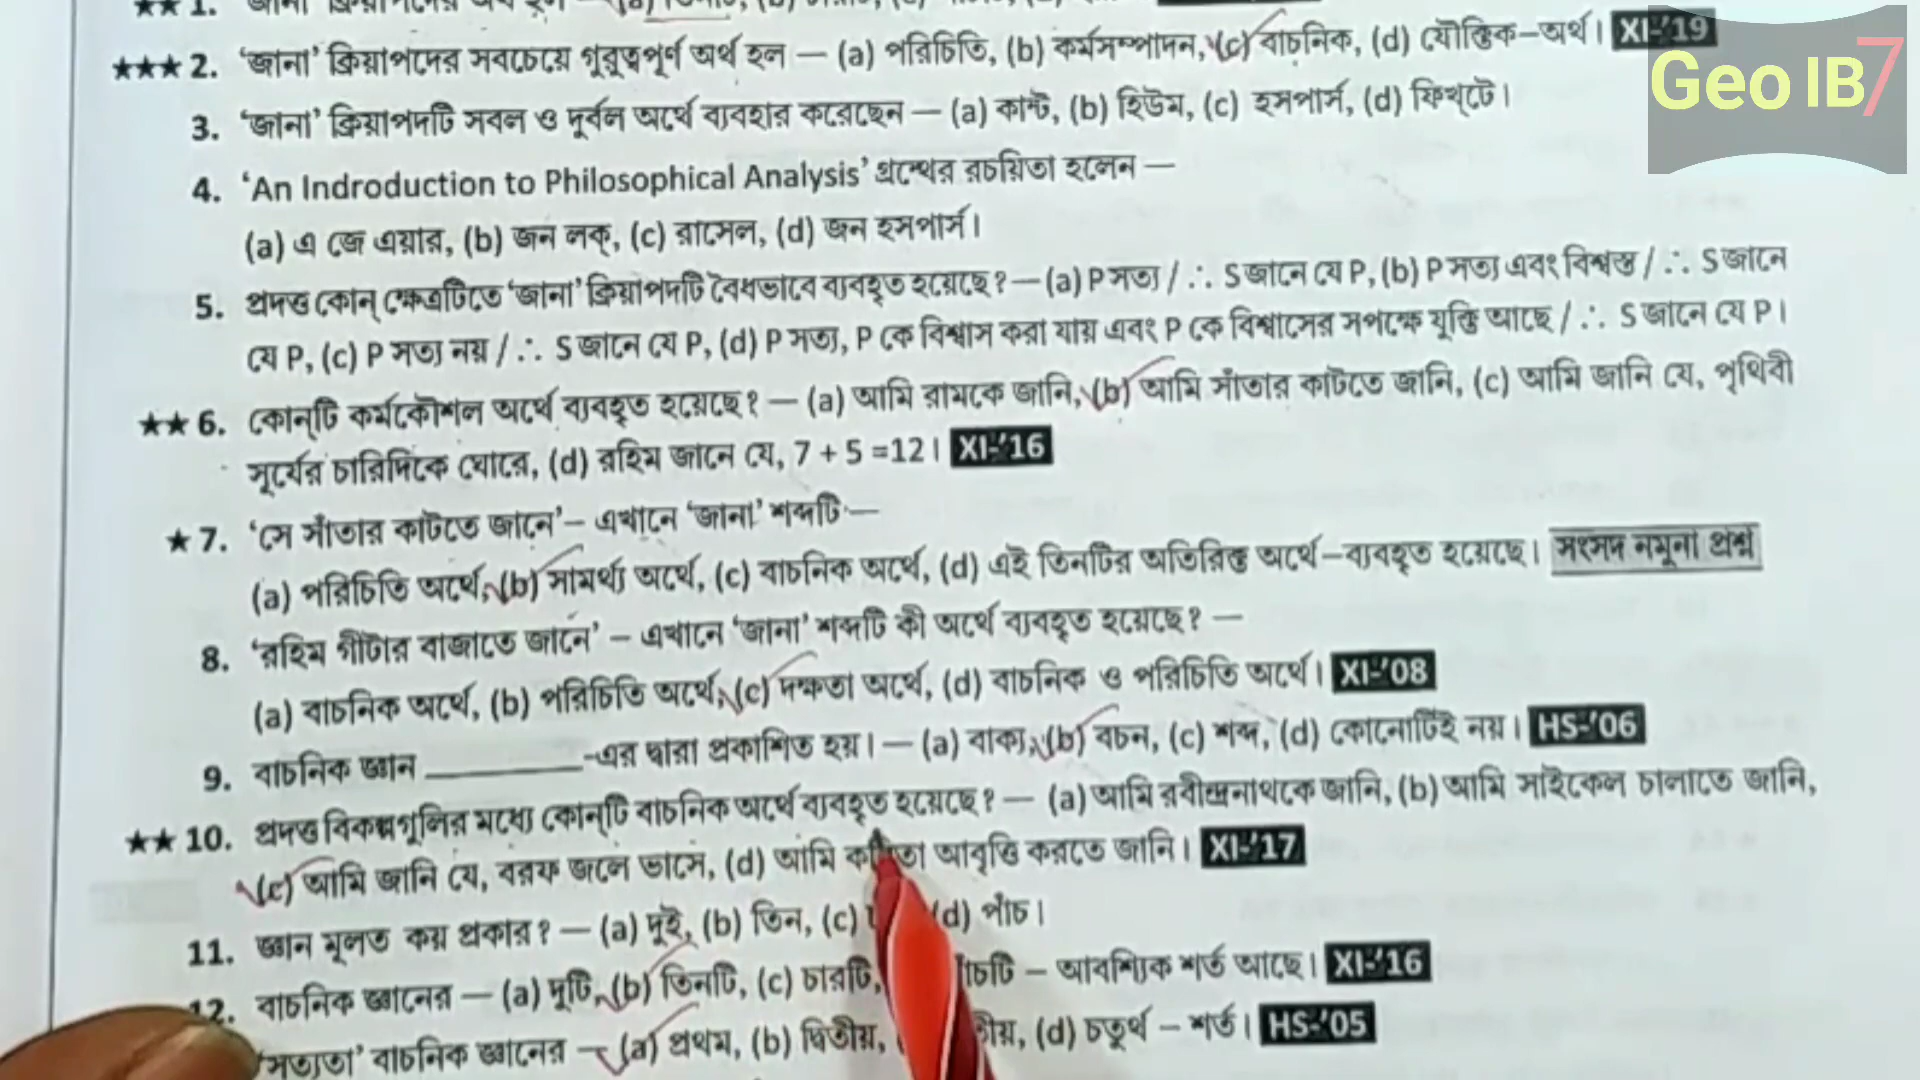 ★★ 1.
★★★ 2. ‘জানা’ ক্রিয়াপদের সবচেয়ে গুরুত্বপূর্ণ অর্থ হল — (a) পরিচিতি, (b) কর্মসম্পাদন, (c) বাচনিক, (d) যৌক্তিক–অর্থ। XI-’19
Geo IB7
3. ‘জানা’ ক্রিয়াপদটি সবল ও দুর্বল অর্থে ব্যবহার করেছেন — (a) কান্ট, (b) হিউম, (c) হসপার্স, (d) ফিখ্‌টে।
4. ‘An Indroduction to Philosophical Analysis’ গ্রন্থের রচয়িতা হলেন —
(a) এ জে এয়ার, (b) জন লক্, (c) রাসেল, (d) জন হসপার্স।
5. প্রদত্ত কোন্ ক্ষেত্রটিতে ‘জানা’ ক্রিয়াপদটি বৈধভাবে ব্যবহৃত হয়েছে? — (a) P সত্য / ∴ S জানে যে P, (b) P সত্য এবং বিশ্বস্ত / ∴ S জানে
যে P, (c) P সত্য নয় / ∴ S জানে যে P, (d) P সত্য, P কে বিশ্বাস করা যায় এবং P কে বিশ্বাসের সপক্ষে যুক্তি আছে / ∴ S জানে যে P।
★★ 6. কোন্‌টি কর্মকৌশল অর্থে ব্যবহৃত হয়েছে? — (a) আমি রামকে জানি, (b) আমি সাঁতার কাটতে জানি, (c) আমি জানি যে, পৃথিবী
সূর্যের চারিদিকে ঘোরে, (d) রহিম জানে যে, 7 + 5 =12। XI-’16
★ 7. ‘সে সাঁতার কাটতে জানে’– এখানে ‘জানা’ শব্দটি —
(a) পরিচিতি অর্থে, (b) সামর্থ্য অর্থে, (c) বাচনিক অর্থে, (d) এই তিনটির অতিরিক্ত অর্থে–ব্যবহৃত হয়েছে। সংসদ নমুনা প্রশ্ন
8. ‘রহিম গীটার বাজাতে জানে’ – এখানে ‘জানা’ শব্দটি কী অর্থে ব্যবহৃত হয়েছে? —
(a) বাচনিক অর্থে, (b) পরিচিতি অর্থে, (c) দক্ষতা অর্থে, (d) বাচনিক ও পরিচিতি অর্থে। XI-’08
9. বাচনিক জ্ঞান __________ -এর দ্বারা প্রকাশিত হয়। — (a) বাক্য, (b) বচন, (c) শব্দ, (d) কোনোটিই নয়। HS-’06
★★ 10. প্রদত্ত বিকল্পগুলির মধ্যে কোন্‌টি বাচনিক অর্থে ব্যবহৃত হয়েছে? — (a) আমি রবীন্দ্রনাথকে জানি, (b) আমি সাইকেল চালাতে জানি,
(c) আমি জানি যে, বরফ জলে ভাসে, (d) আমি আবৃত্তি করতে জানি। XI-’17
11. জ্ঞান মূলত কয় প্রকার? — (a) দুই, (b) তিন, (c) (d) পাঁচ।
12. বাচনিক জ্ঞানের — (a) দুটি, (b) তিনটি, (c) চারটি, – আবশ্যিক শর্ত আছে। XI-’16
‘সত্যতা’ বাচনিক জ্ঞানের – (a) প্রথম, (b) দ্বিতীয়, (d) চতুর্থ – শর্ত। HS-’05